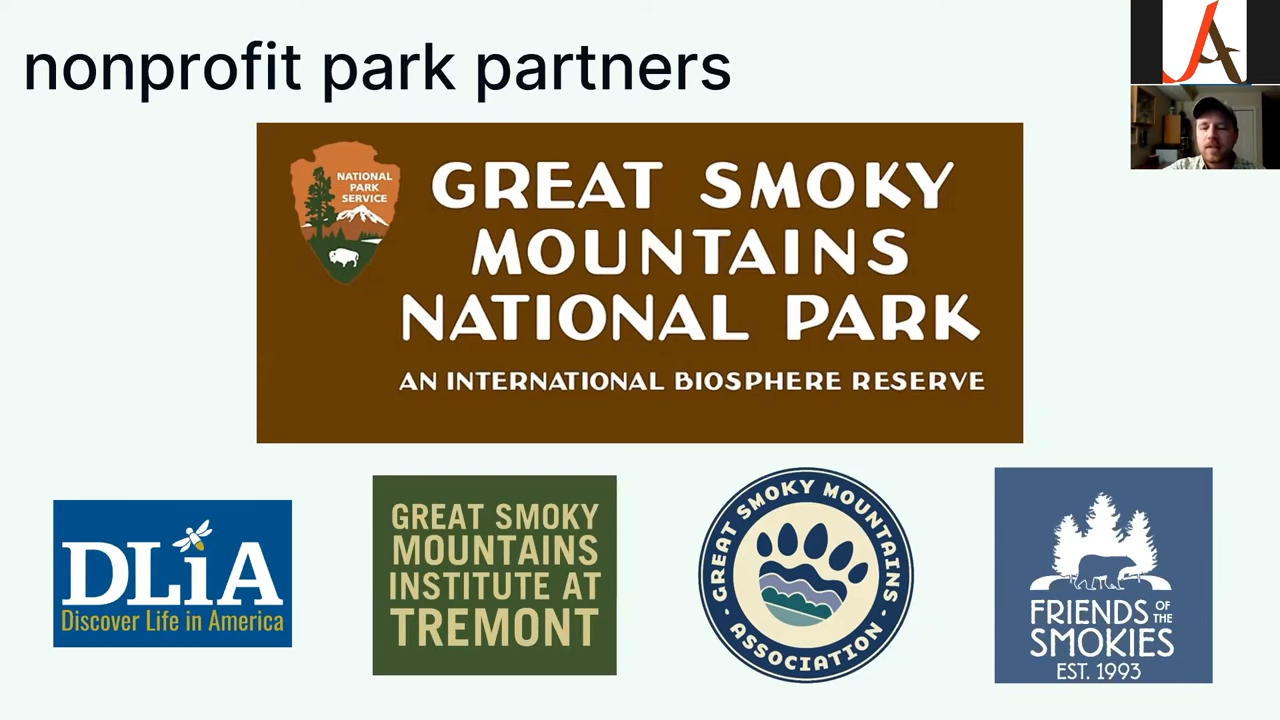 nonprofit park partners
NATIONAL
PARK
SERVICE
GREAT SMOKY
MOUNTAINS
NATIONAL PARK
AN INTERNATIONAL BIOSPHERE RESERVE
DLiA
Discover Life in America
GREAT SMOKY
MOUNTAINS
INSTITUTE AT
TREMONT
GREAT SMOKY MOUNTAINS
ASSOCIATION
FRIENDS OF THE
SMOKIES
EST. 1993